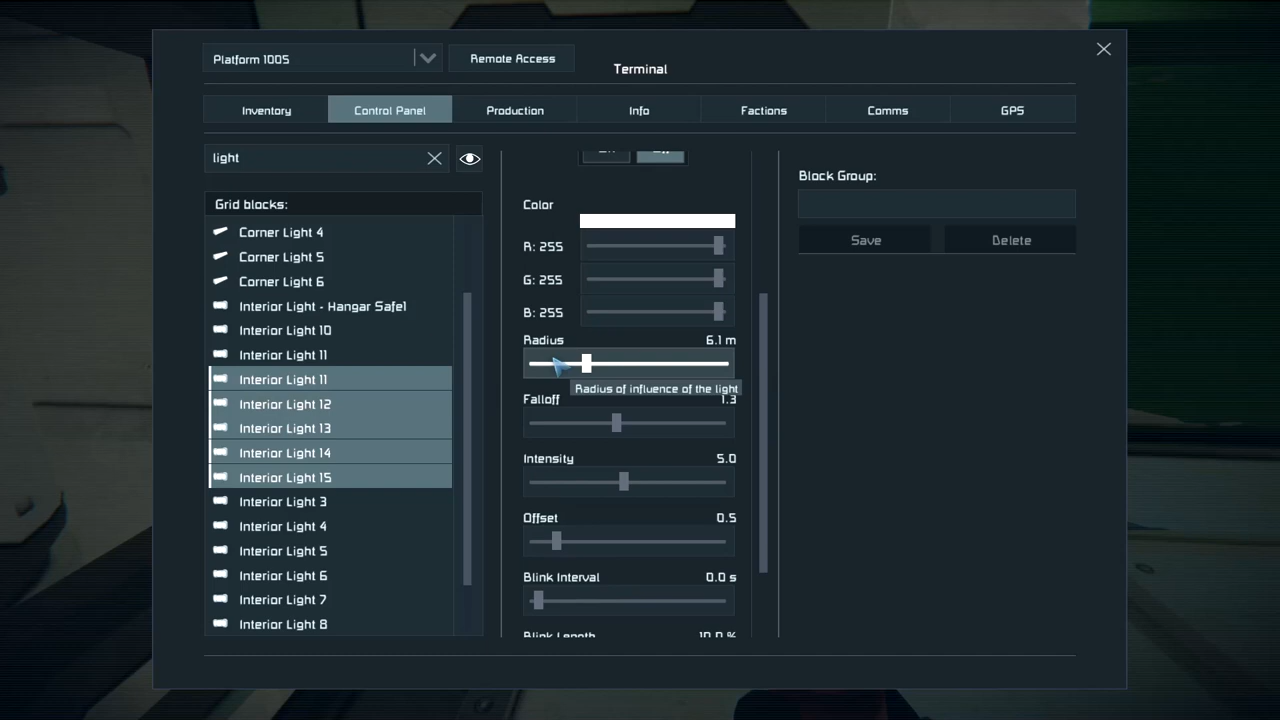 Platform 1005
Remote Access
Terminal
Inventory
Control Panel
Production
Info
Factions
Comms
GPS
light
Grid blocks:
Corner Light 4
Corner Light 5
Corner Light 6
Interior Light - Hangar Safe1
Interior Light 10
Interior Light 11
Interior Light 11
Interior Light 12
Interior Light 13
Interior Light 14
Interior Light 15
Interior Light 3
Interior Light 4
Interior Light 5
Interior Light 6
Interior Light 7
Interior Light 8
Color
R: 255
G: 255
B: 255
Radius 6.1 m
Radius of influence of the light
Falloff 1.3
Intensity 5.0
Offset 0.5
Blink Interval 0.0 s
Blink Length 10.0 %
Block Group:
Save
Delete